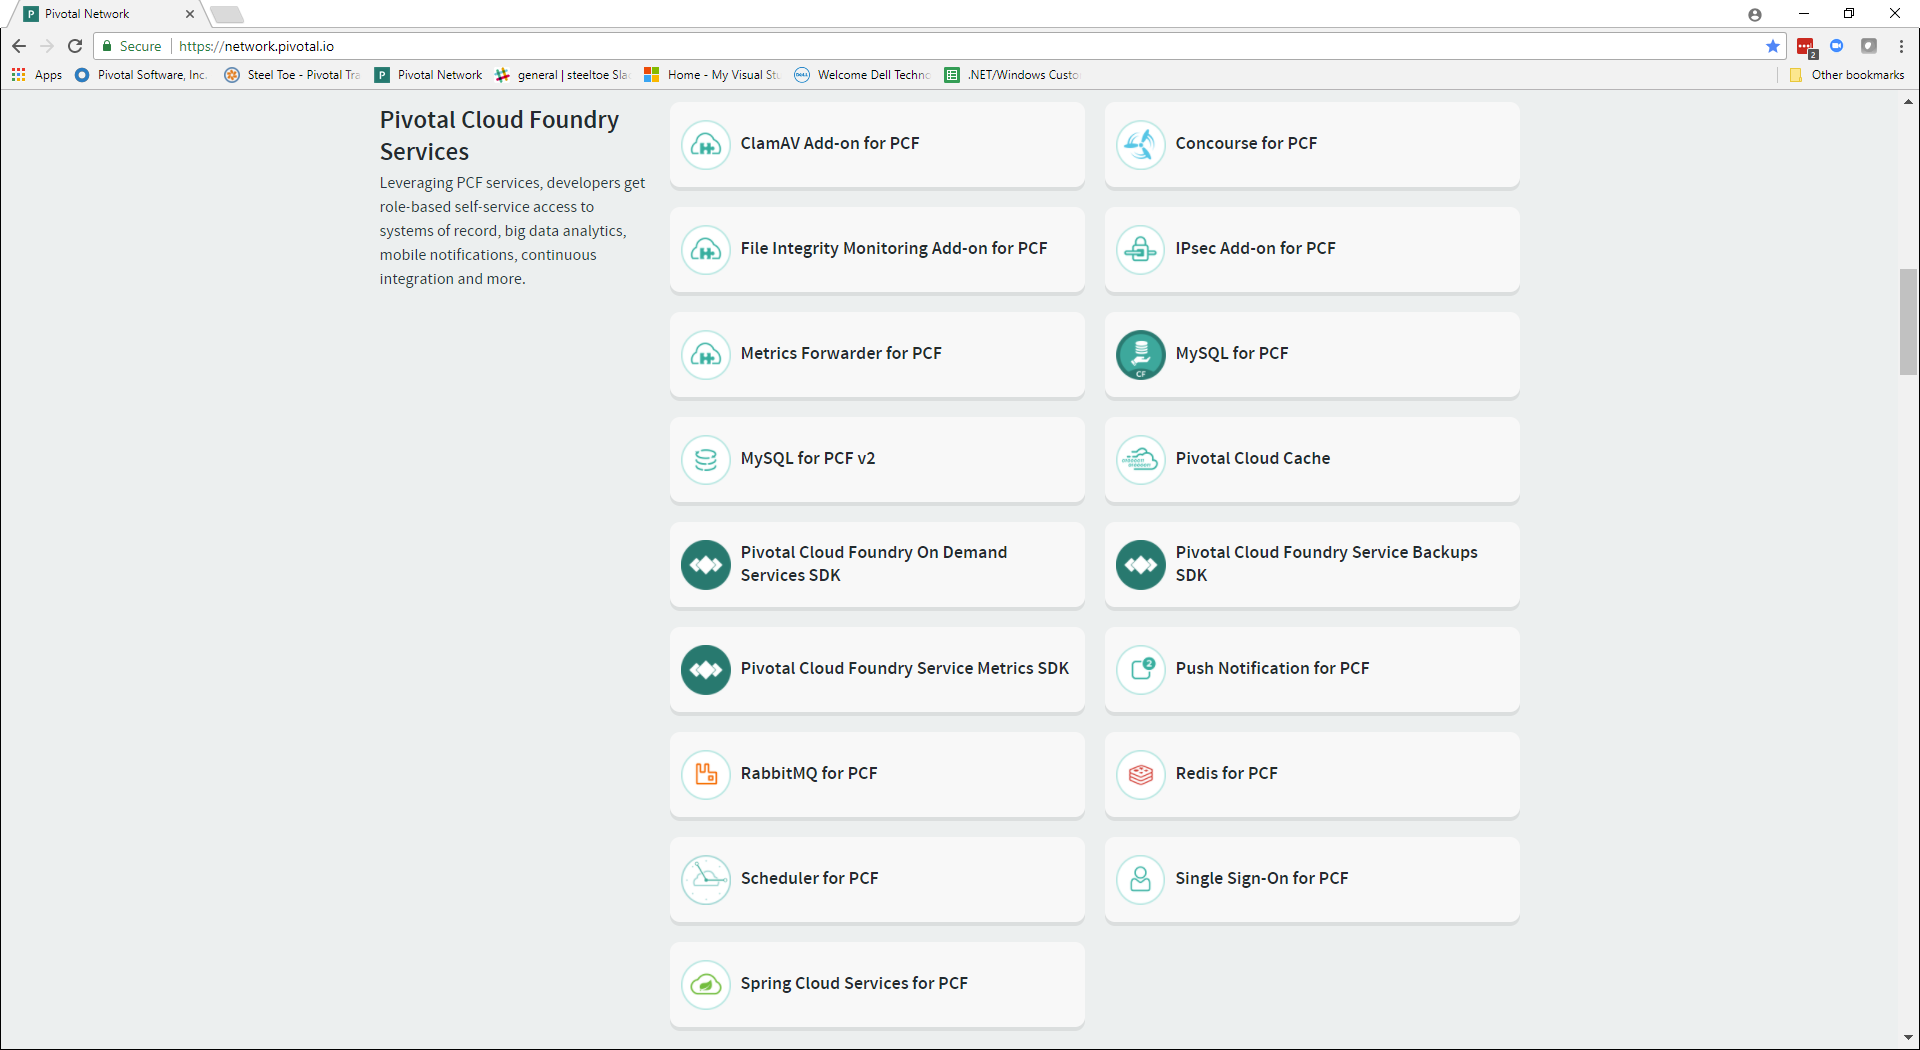 Pivotal Network
Secure
https://network.pivotal.io
2
Apps
Pivotal Software, Inc.
Steel Toe - Pivotal Tra
Pivotal Network
general | steeltoe Sla
Home - My Visual Stu
Welcome Dell Techno
.NET/Windows Custo
Other bookmarks
Pivotal Cloud Foundry
Services
Leveraging PCF services, developers get
role-based self-service access to
systems of record, big data analytics,
mobile notifications, continuous
integration and more.
ClamAV Add-on for PCF
Concourse for PCF
File Integrity Monitoring Add-on for PCF
IPsec Add-on for PCF
Metrics Forwarder for PCF
CF
MySQL for PCF
MySQL for PCF v2
Pivotal Cloud Cache
Pivotal Cloud Foundry On Demand
Services SDK
Pivotal Cloud Foundry Service Backups
SDK
Pivotal Cloud Foundry Service Metrics SDK
2
Push Notification for PCF
RabbitMQ for PCF
Redis for PCF
Scheduler for PCF
Single Sign-On for PCF
Spring Cloud Services for PCF